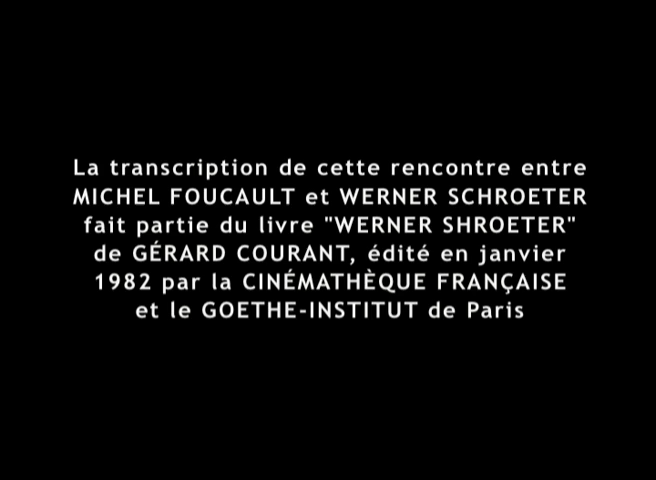 La transcription de cette rencontre entre
MICHEL FOUCAULT et WERNER SCHROETER
fait partie du livre "WERNER SHROETER"
de GÉRARD COURANT, édité en janvier
1982 par la CINÉMATHÈQUE FRANÇAISE
et le GOETHE-INSTITUT de Paris